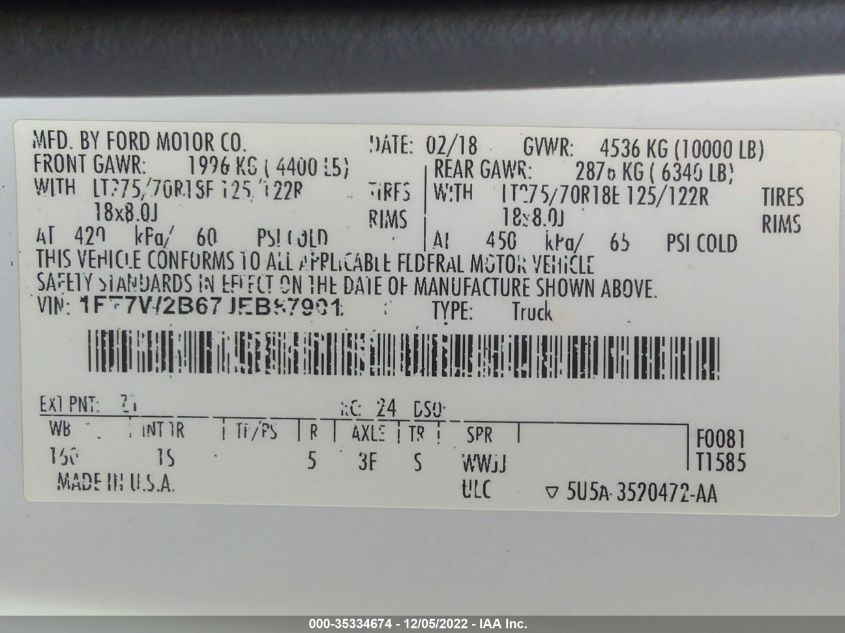 MFD. BY FORD MOTOR CO. DATE: 02/18 GVWR: 4536 KG (10000 LB)
FRONT GAWR: 1996 KG (4400 LB) REAR GAWR: 2876 KG (6340 LB)
WITH LT275/70R18E 125/122R TIRES WITH LT275/70R18E 125/122R TIRES
18x8.0J RIMS 18x8.0J RIMS
AT 420 kPa/ 60 PSI COLD AT 450 kPa/ 65 PSI COLD
THIS VEHICLE CONFORMS TO ALL APPLICABLE FEDERAL MOTOR VEHICLE
SAFETY STANDARDS IN EFFECT ON THE DATE OF MANUFACTURE SHOWN ABOVE.
VIN: TYPE: Truck
EXT PNT: RC: 24 DSO:
WB INT TR TP/PS R AXLE TR SPR F0081
160 5 3F S WWJJ T1585
MADE IN U.S.A. ULC ▽ 5U5A-3520472-AA
000-35334674 - 12/05/2022 - IAA Inc.